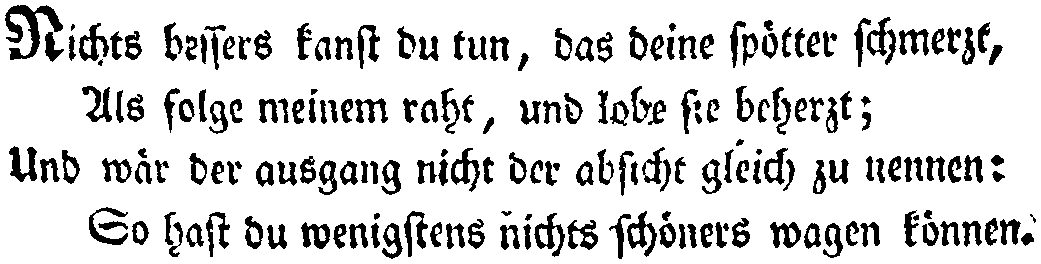 Nichts bessers kanst du tun, das deine spötter schmerzt,
Als folge meinem raht, und lobe sie beherzt;
Und wär der ausgang nicht der absicht gleich zu nennen:
So hast du wenigstens nichts schöners wagen können.